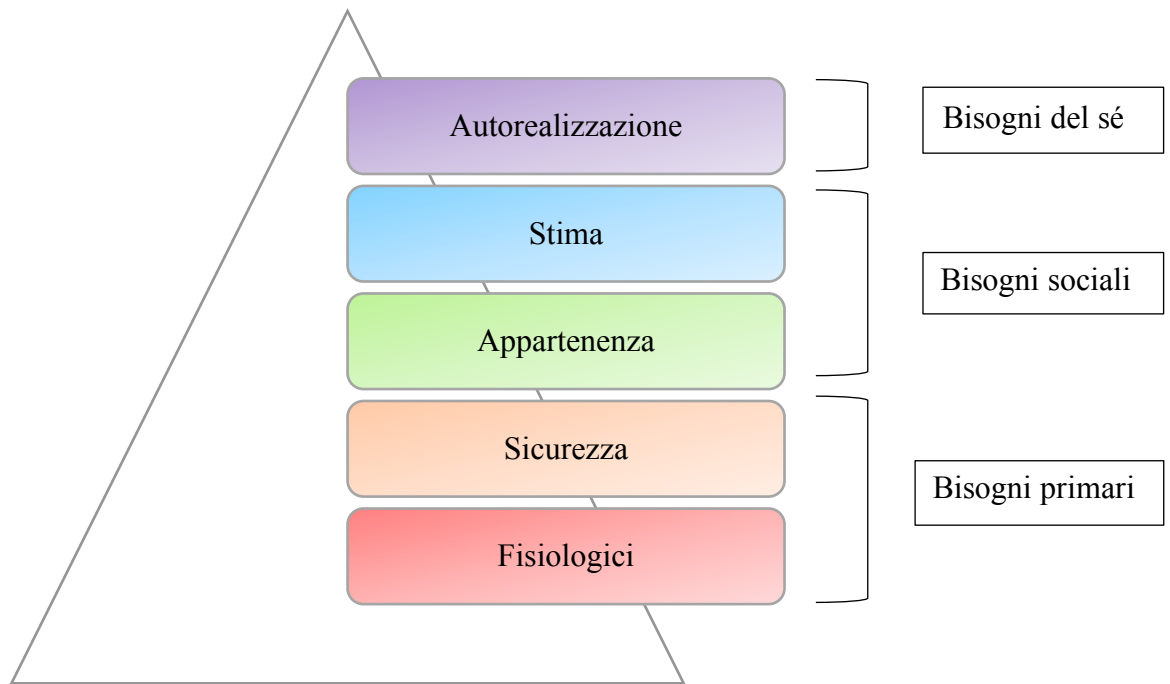 Autorealizzazione
Bisogni del sé
Stima
Bisogni sociali
Appartenenza
Sicurezza
Bisogni primari
Fisiologici